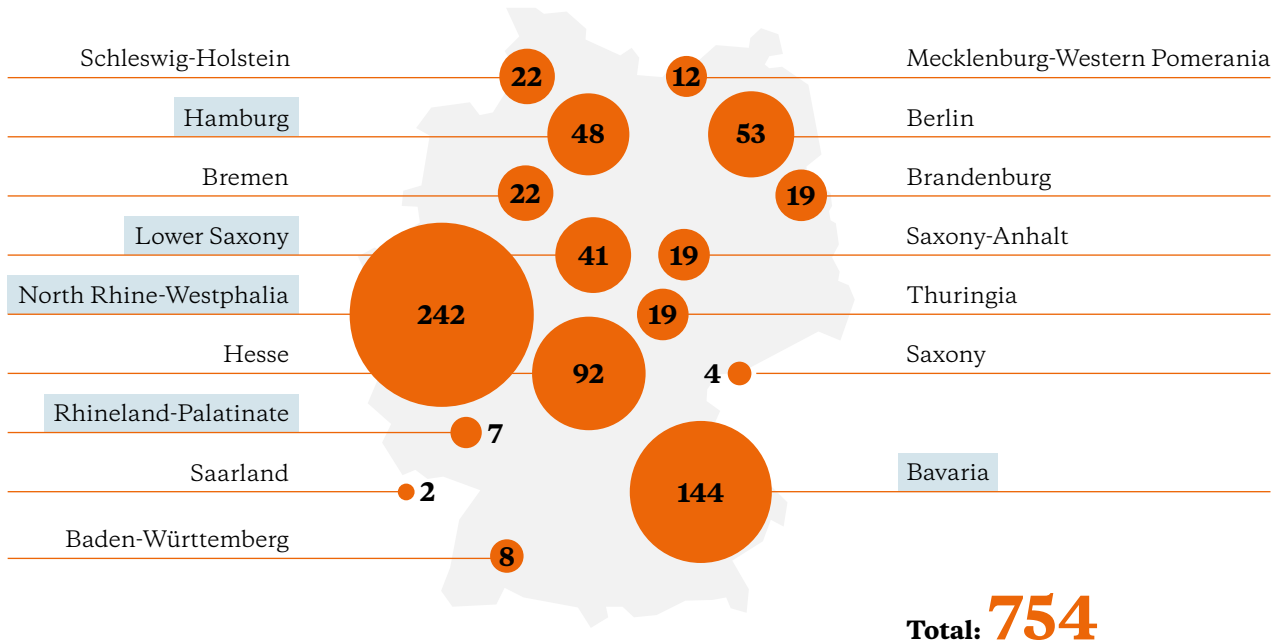 Schleswig-Holstein
22
Hamburg
48
Bremen
22
Lower Saxony
41
North Rhine-Westphalia
242
Hesse
92
Rhineland-Palatinate
7
Saarland
2
Baden-Württemberg
8
12
Mecklenburg-Western Pomerania
53
Berlin
19
Brandenburg
19
Saxony-Anhalt
19
Thuringia
4
Saxony
144
Bavaria
Total: 754